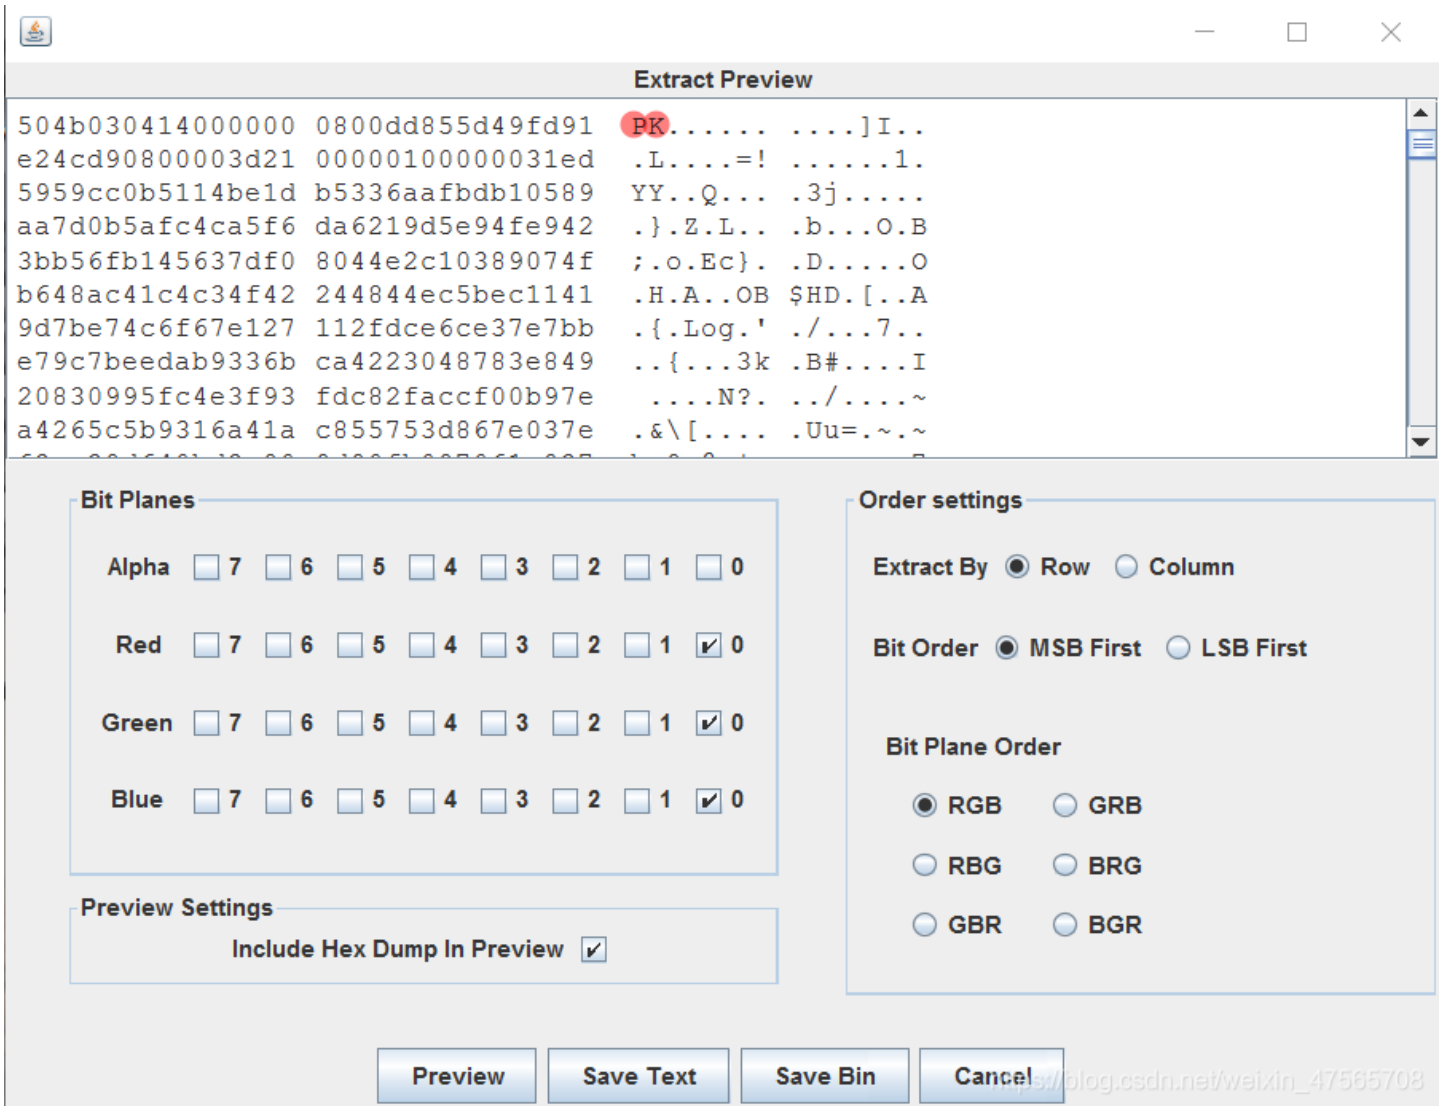 Extract Preview
504b030414000000 0800dd855d49fd91 PK...... ....]I..
e24cd90800003d21 00000100000031ed .L....=! ......1.
5959cc0b5114be1d b5336aafbdb10589 YY..Q... .3j.....
aa7d0b5afc4ca5f6 da6219d5e94fe942 .}.Z.L.. .b...O.B
3bb56fb145637df0 8044e2c10389074f ;.o.Ec}. .D.....O
b648ac41c4c34f42 244844ec5bec1141 .H.A..OB $HD.[..A
9d7be74c6f67e127 112fdce6ce37e7bb .{.Log.' ./...7..
e79c7beedab9336b ca4223048783e849 ..{...3k .B#....I
20830995fc4e3f93 fdc82faccf00b97e ....N?. ../....~
a4265c5b9316a41a c855753d867e037e .&\[.... .Uu=.~.~
Bit Planes
Alpha 7 6 5 4 3 2 1 0
Red 7 6 5 4 3 2 1 0
Green 7 6 5 4 3 2 1 0
Blue 7 6 5 4 3 2 1 0
Preview Settings
Include Hex Dump In Preview
Order settings
Extract By Row Column
Bit Order MSB First LSB First
Bit Plane Order
RGB GRB
RBG BRG
GBR BGR
Preview Save Text Save Bin Cancel
https://blog.csdn.net/weixin_47565708